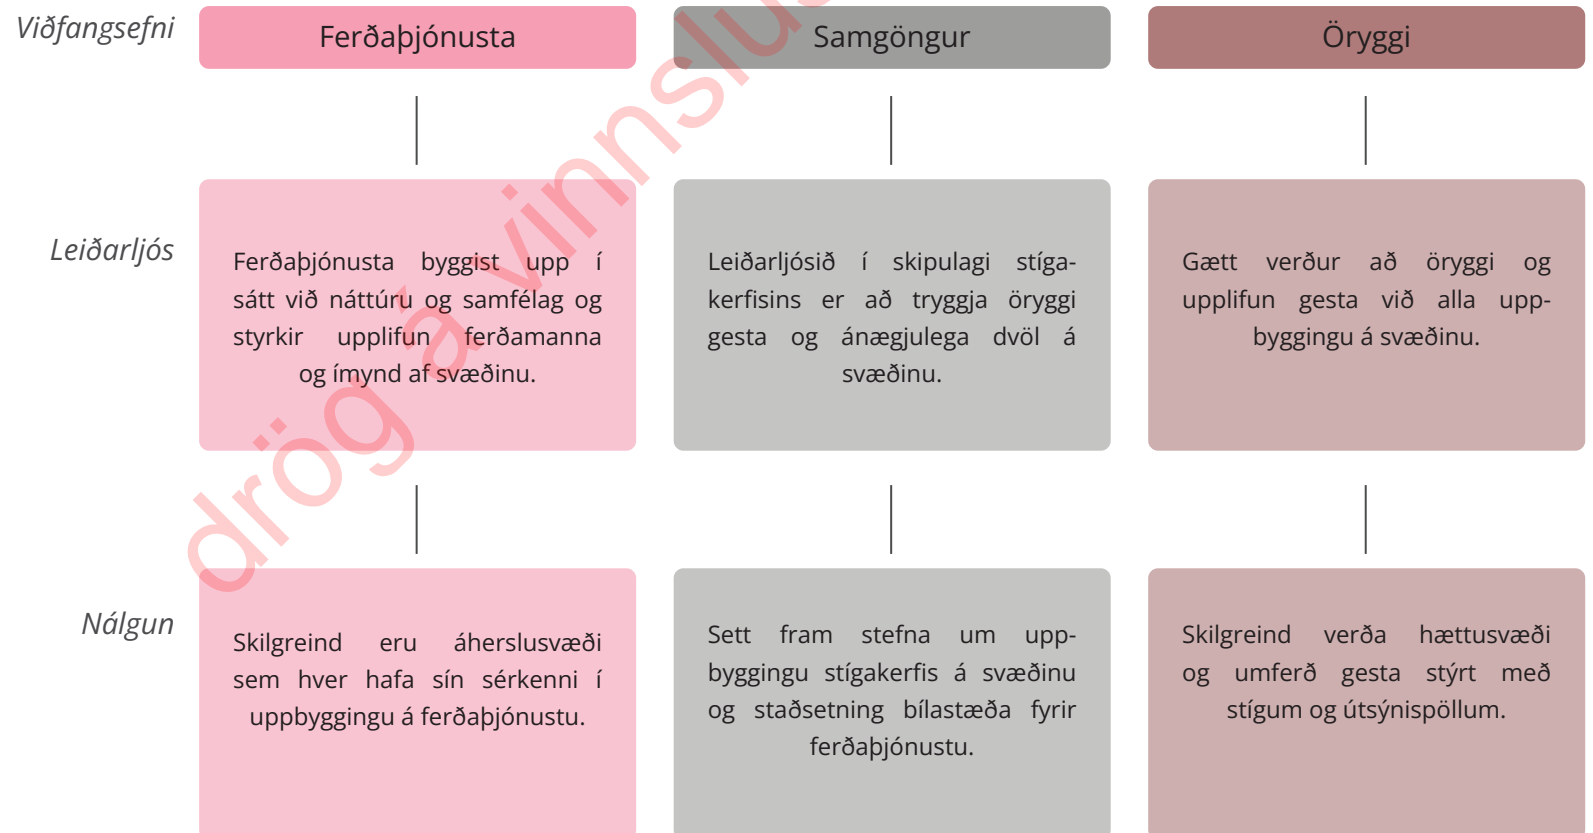 Viðfangsefni
Ferðaþjónusta
Samgöngur
Öryggi
Leiðarljós
Ferðaþjónusta byggist upp í
sátt við náttúru og samfélag og
styrkir upplifun ferðamanna
og ímynd af svæðinu.
Leiðarljósið í skipulagi stíga-
kerfisins er að tryggja öryggi
gesta og ánægjulega dvöl á
svæðinu.
Gætt verður að öryggi og
upplifun gesta við alla upp-
byggingu á svæðinu.
Nálgun
Skilgreind eru áherslusvæði
sem hver hafa sín sérkenni í
uppbyggingu á ferðaþjónustu.
Sett fram stefna um upp-
byggingu stígakerfis á svæðinu
og staðsetning bílastæða fyrir
ferðaþjónustu.
Skilgreind verða hættusvæði
og umferð gesta stýrt með
stígum og útsýnispöllum.
drög á